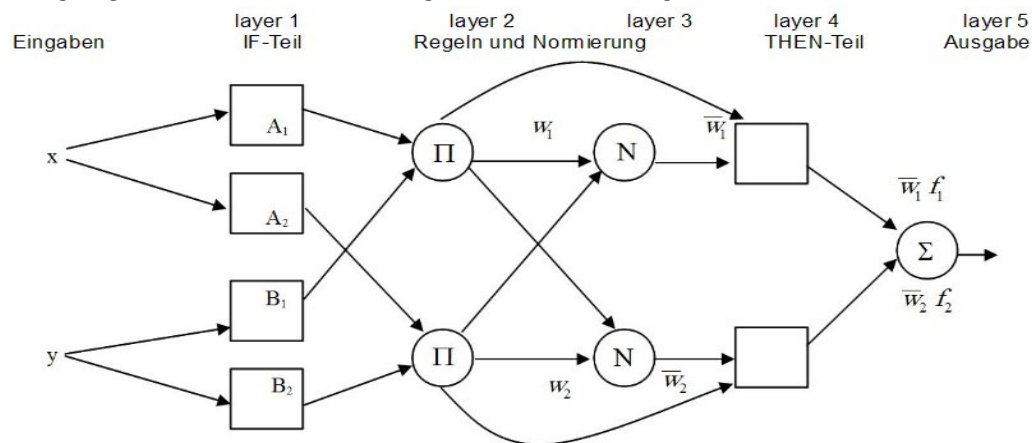 layer 1 layer 2 layer 3 layer 4 layer 5
Eingaben IF-Teil Regeln und Normierung THEN-Teil Ausgabe
A₁
x
Π
w₁
N
w̅₁
A₂
w̅₁ f₁
Σ
w̅₂ f₂
B₁
y
Π
w₂
N
w̅₂
B₂